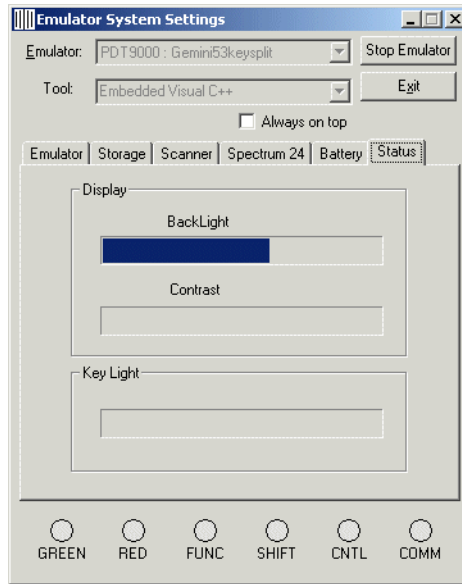 Emulator System Settings
Emulator: PDT9000 : Gemini53keysplit Stop Emulator
Tool: Embedded Visual C++ Exit
Always on top
Emulator Storage Scanner Spectrum 24 Battery Status
Display
BackLight
Contrast
Key Light
GREEN RED FUNC SHIFT CNTL COMM